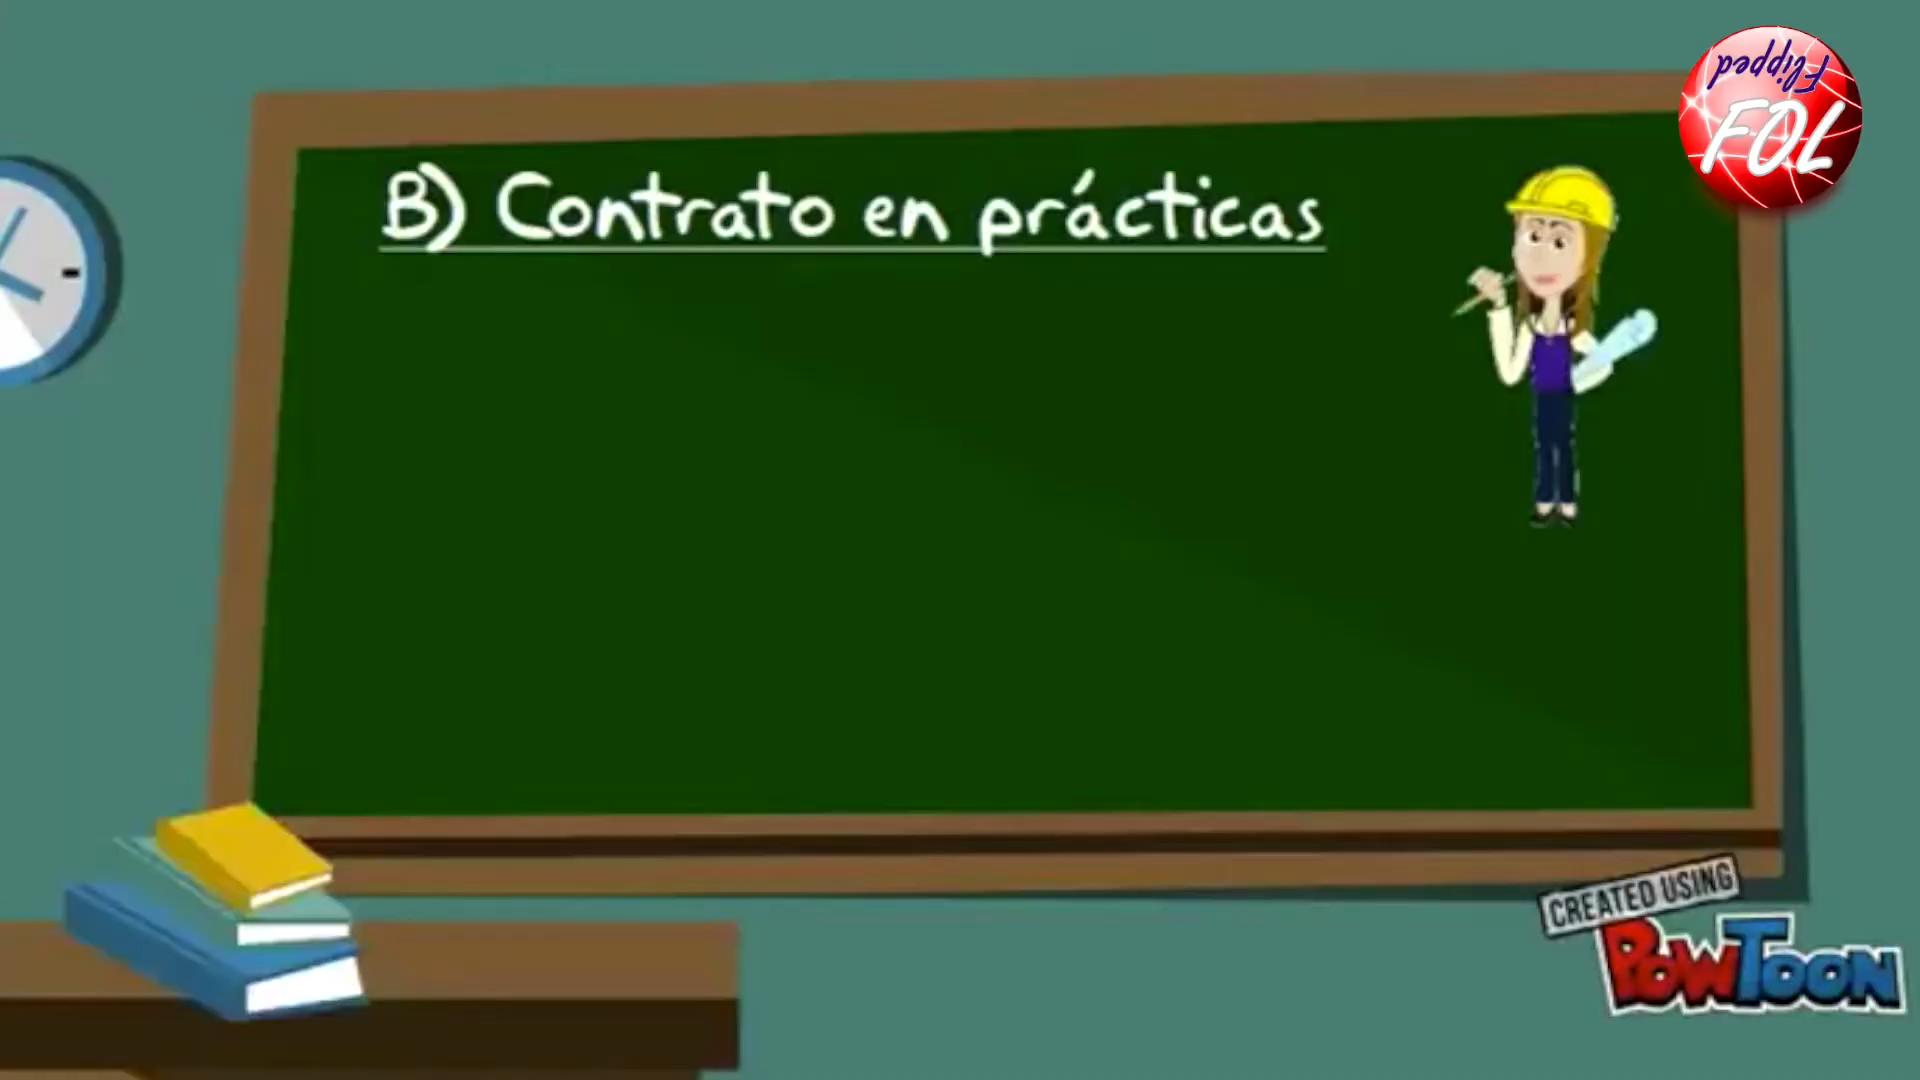 Flipped
FOL
B) Contrato en prácticas
CREATED USING
POWTOON